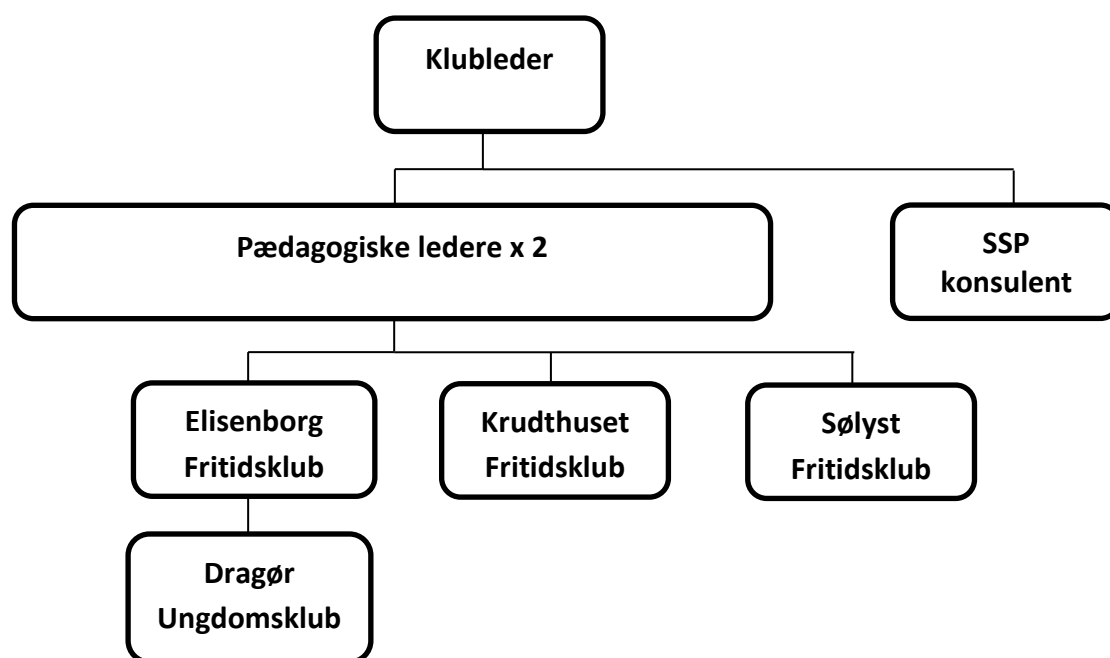 Klubleder
Pædagogiske ledere x 2
SSP
konsulent
Elisenborg
Fritidsklub
Krudthuset
Fritidsklub
Sølyst
Fritidsklub
Dragør
Ungdomsklub